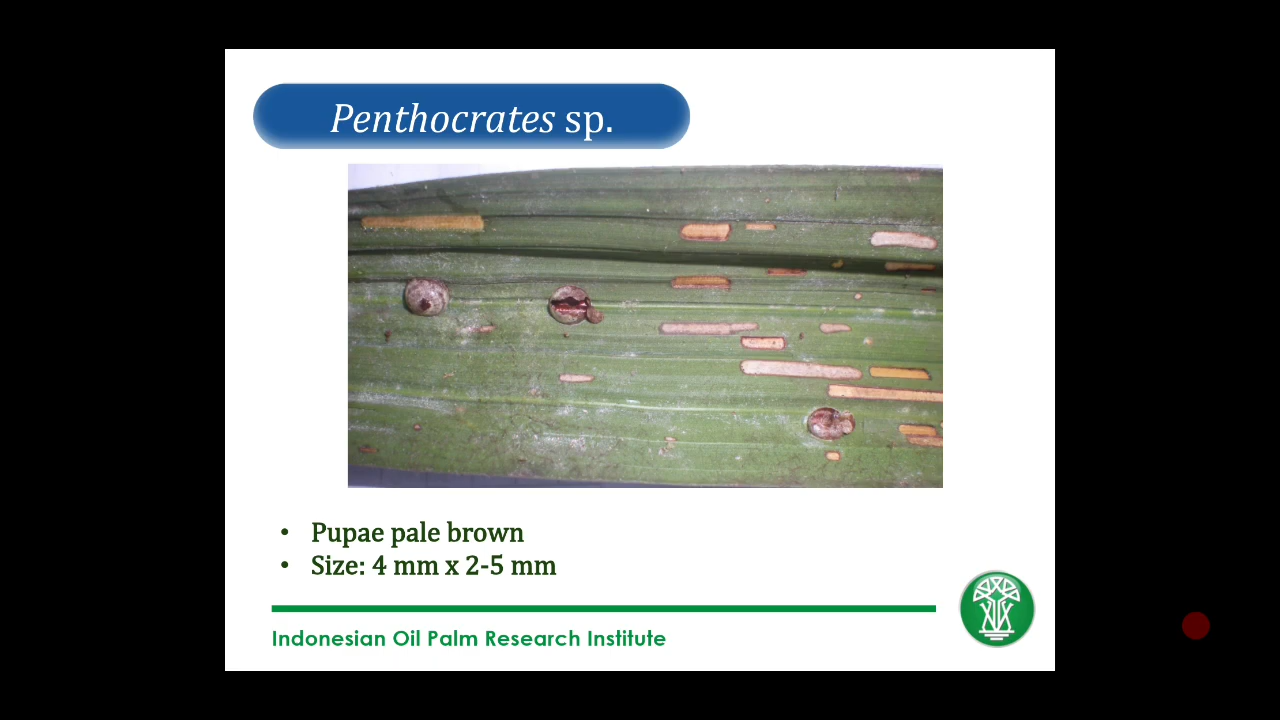 Penthocrates sp.
• Pupae pale brown
• Size: 4 mm x 2-5 mm
Indonesian Oil Palm Research Institute